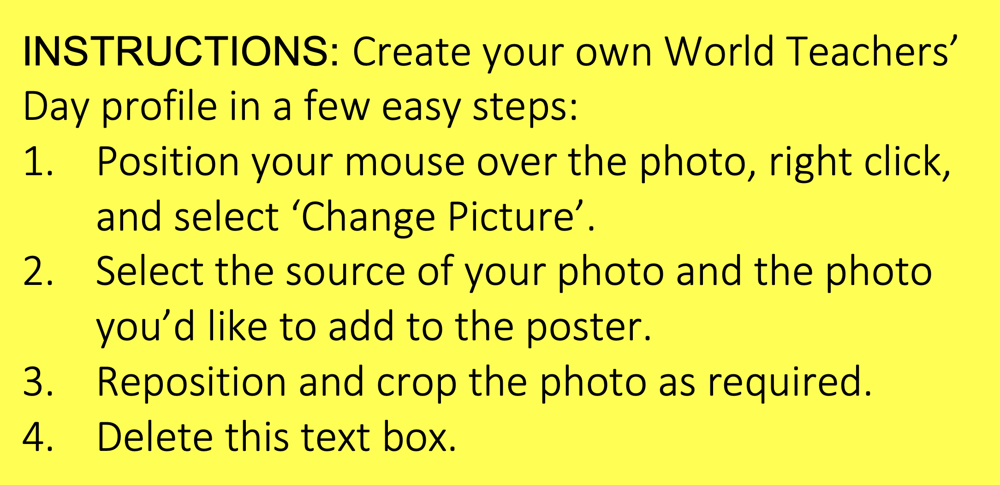 INSTRUCTIONS: Create your own World Teachers’
Day profile in a few easy steps:
1. Position your mouse over the photo, right click,
and select ‘Change Picture’.
2. Select the source of your photo and the photo
you’d like to add to the poster.
3. Reposition and crop the photo as required.
4. Delete this text box.